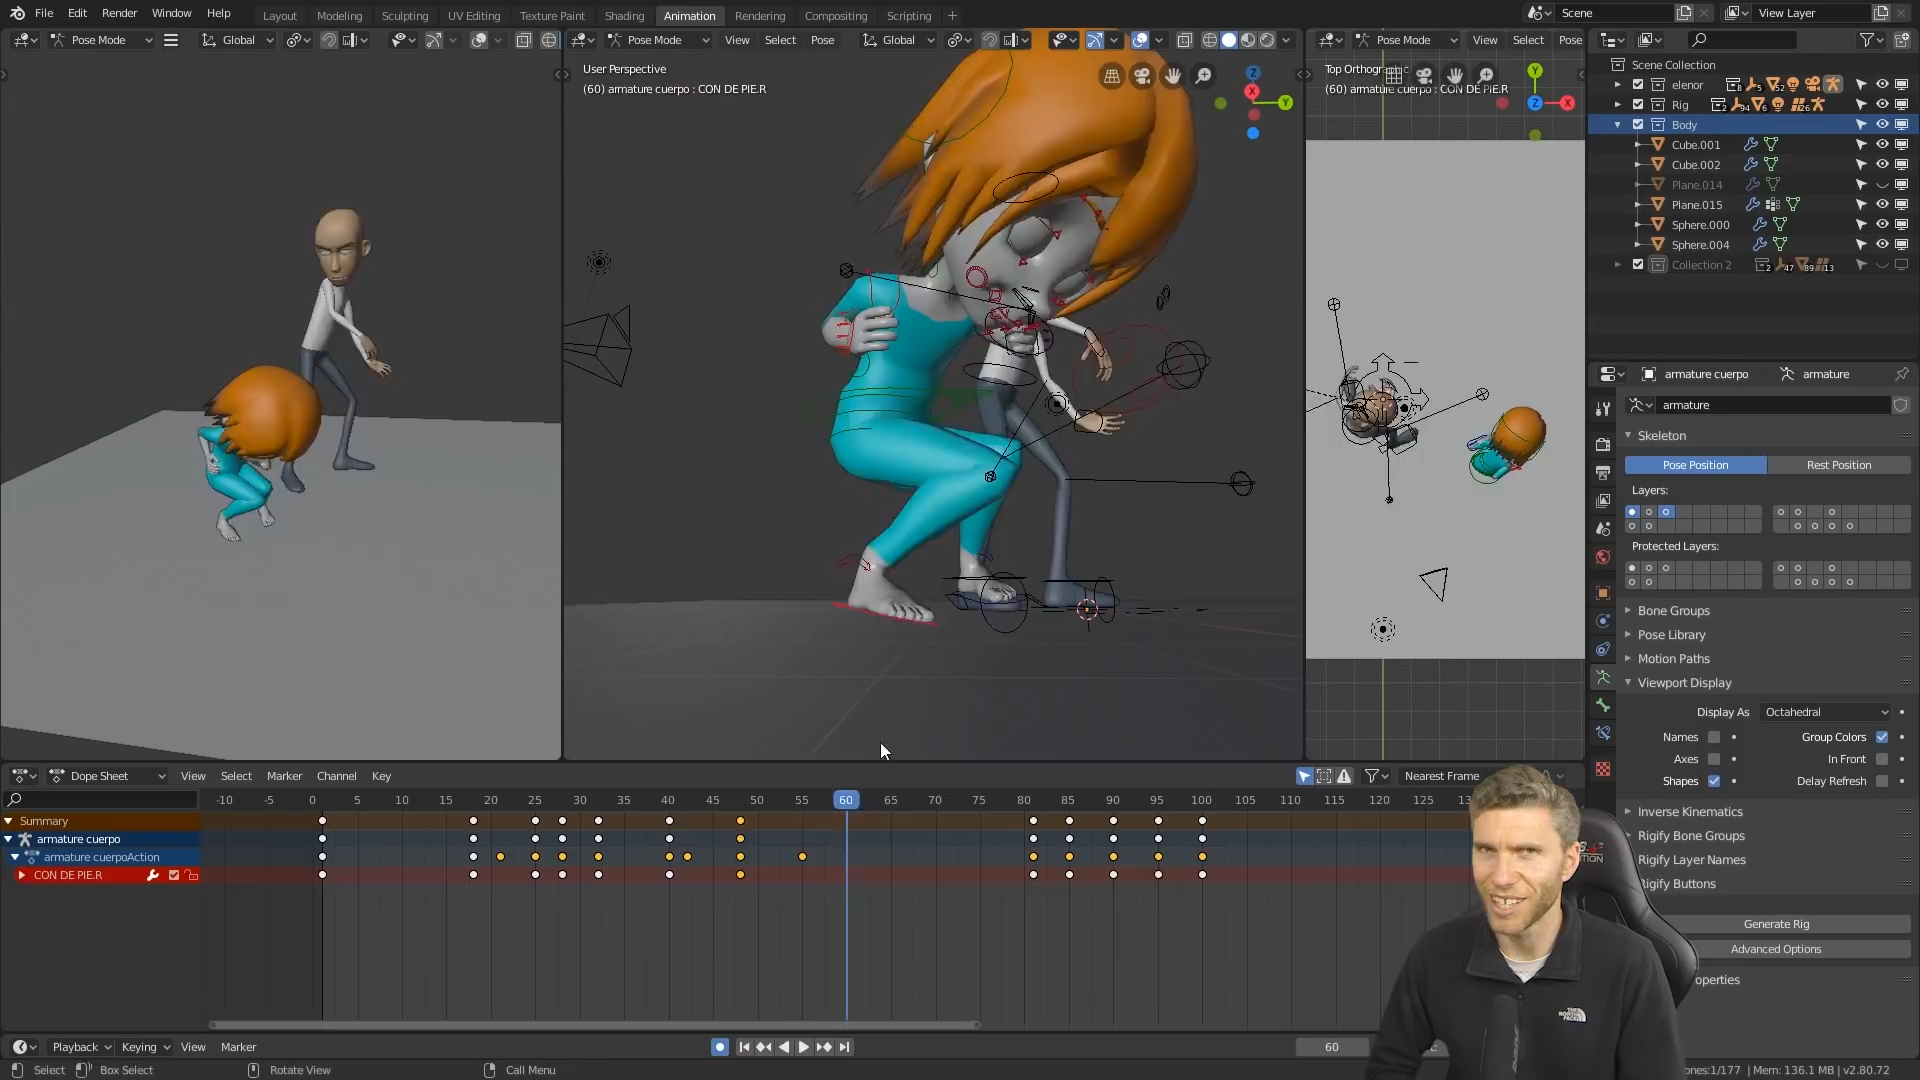 File Edit Render Window Help
Layout Modeling Sculpting UV Editing Texture Paint Shading Animation Rendering Compositing Scripting +
Scene
View Layer
Pose Mode
Global
Pose Mode View Select Pose
Global
Pose Mode View Select Pose
User Perspective
(60) armature cuerpo : CON DE PIE.R
Top Orthographic
(60) armature cuerpo : CON DE PIE.R
Scene Collection
elenor
Rig
Body
Cube.001
Cube.002
Plane.014
Plane.015
Sphere.000
Sphere.004
Collection 2
armature cuerpo armature
armature
Skeleton
Pose Position Rest Position
Layers:
Protected Layers:
Bone Groups
Pose Library
Motion Paths
Viewport Display
Display As Octahedral
Names Group Colors
Axes In Front
Shapes Delay Refresh
Inverse Kinematics
Rigify Bone Groups
Rigify Layer Names
Rigify Buttons
Generate Rig
Advanced Options
operties
Dope Sheet View Select Marker Channel Key
Nearest Frame
-10 -5 0 5 10 15 20 25 30 35 40 45 50 55 60 65 70 75 80 85 90 95 100 105 110 115 120 125
Summary
armature cuerpo
armature cuerpoAction
CON DE PIE.R
THE NORTH FACE
Playback Keying View Marker
60
Select Box Select Rotate View Call Menu
ones:1/177 | Mem: 136.1 MB | v2.80.72